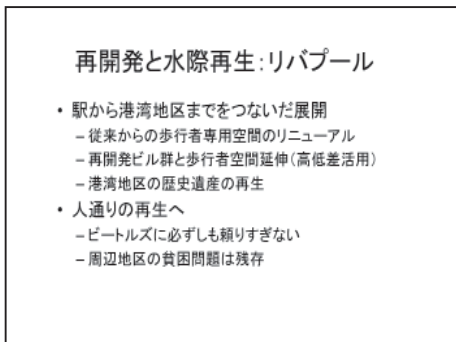 再開発と水際再生：リバプール
• 駅から港湾地区までをつないだ展開
– 従来からの歩行者専用空間のリニューアル
– 再開発ビル群と歩行者空間延伸（高低差活用）
– 港湾地区の歴史遺産の再生
• 人通りの再生へ
– ビートルズに必ずしも頼りすぎない
– 周辺地区の貧困問題は残存